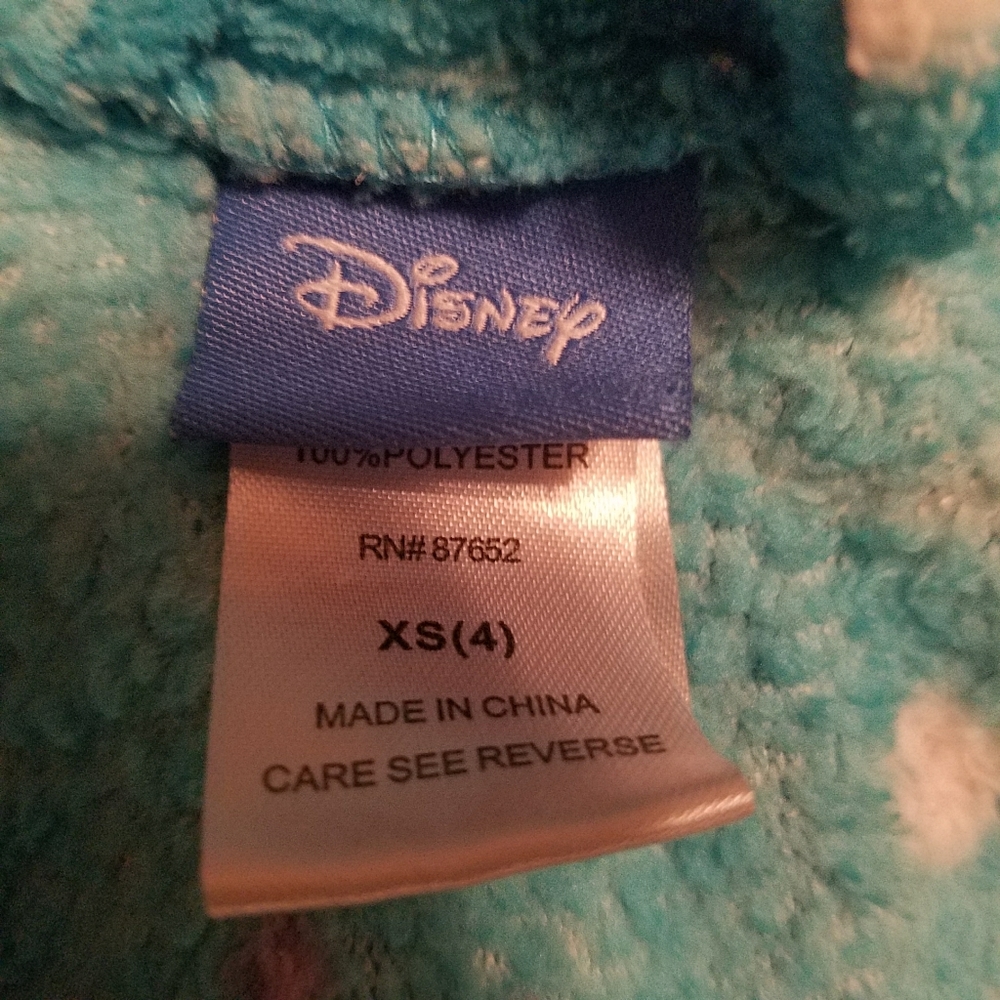 Disney
100%POLYESTER
RN# 87652
XS(4)
MADE IN CHINA
CARE SEE REVERSE